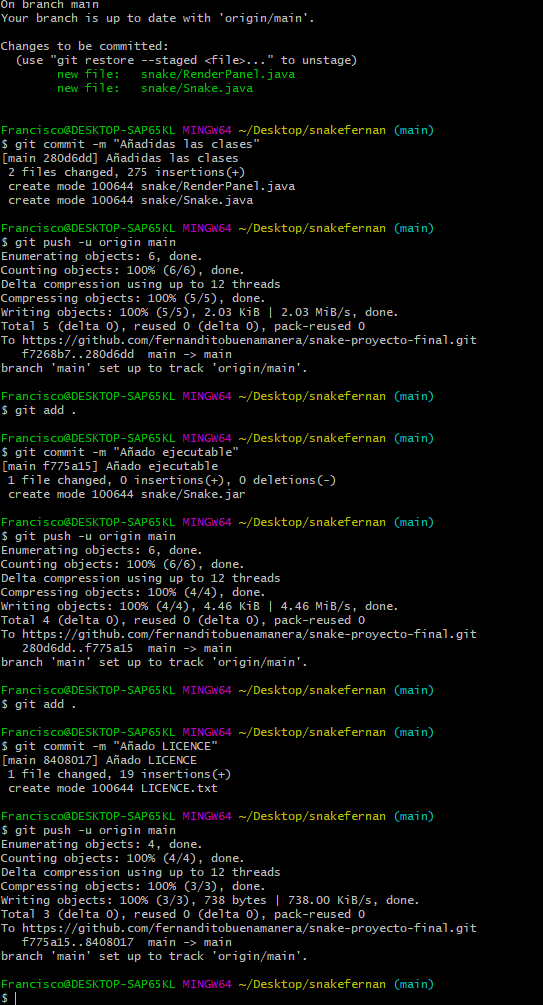 On branch main
Your branch is up to date with 'origin/main'.
Changes to be committed:
  (use "git restore --staged <file>..." to unstage)
        new file:   snake/RenderPanel.java
        new file:   snake/Snake.java
Francisco@DESKTOP-SAP65KL MINGW64 ~/Desktop/snakefernan (main)
$ git commit -m "Añadidas las clases"
[main 280d6dd] Añadidas las clases
 2 files changed, 275 insertions(+)
 create mode 100644 snake/RenderPanel.java
 create mode 100644 snake/Snake.java
Francisco@DESKTOP-SAP65KL MINGW64 ~/Desktop/snakefernan (main)
$ git push -u origin main
Enumerating objects: 6, done.
Counting objects: 100% (6/6), done.
Delta compression using up to 12 threads
Compressing objects: 100% (5/5), done.
Writing objects: 100% (5/5), 2.03 KiB | 2.03 MiB/s, done.
Total 5 (delta 0), reused 0 (delta 0), pack-reused 0
To https://github.com/fernanditobuenamanera/snake-proyecto-final.git
   f7268b7..280d6dd  main -> main
branch 'main' set up to track 'origin/main'.
Francisco@DESKTOP-SAP65KL MINGW64 ~/Desktop/snakefernan (main)
$ git add .
Francisco@DESKTOP-SAP65KL MINGW64 ~/Desktop/snakefernan (main)
$ git commit -m "Añado ejecutable"
[main f775a15] Añado ejecutable
 1 file changed, 0 insertions(+), 0 deletions(-)
 create mode 100644 snake/Snake.jar
Francisco@DESKTOP-SAP65KL MINGW64 ~/Desktop/snakefernan (main)
$ git push -u origin main
Enumerating objects: 6, done.
Counting objects: 100% (6/6), done.
Delta compression using up to 12 threads
Compressing objects: 100% (4/4), done.
Writing objects: 100% (4/4), 4.46 KiB | 4.46 MiB/s, done.
Total 4 (delta 0), reused 0 (delta 0), pack-reused 0
To https://github.com/fernanditobuenamanera/snake-proyecto-final.git
   280d6dd..f775a15  main -> main
branch 'main' set up to track 'origin/main'.
Francisco@DESKTOP-SAP65KL MINGW64 ~/Desktop/snakefernan (main)
$ git add .
Francisco@DESKTOP-SAP65KL MINGW64 ~/Desktop/snakefernan (main)
$ git commit -m "Añado LICENCE"
[main 8408017] Añado LICENCE
 1 file changed, 19 insertions(+)
 create mode 100644 LICENCE.txt
Francisco@DESKTOP-SAP65KL MINGW64 ~/Desktop/snakefernan (main)
$ git push -u origin main
Enumerating objects: 4, done.
Counting objects: 100% (4/4), done.
Delta compression using up to 12 threads
Compressing objects: 100% (3/3), done.
Writing objects: 100% (3/3), 738 bytes | 738.00 KiB/s, done.
Total 3 (delta 0), reused 0 (delta 0), pack-reused 0
To https://github.com/fernanditobuenamanera/snake-proyecto-final.git
   f775a15..8408017  main -> main
branch 'main' set up to track 'origin/main'.
Francisco@DESKTOP-SAP65KL MINGW64 ~/Desktop/snakefernan (main)
$